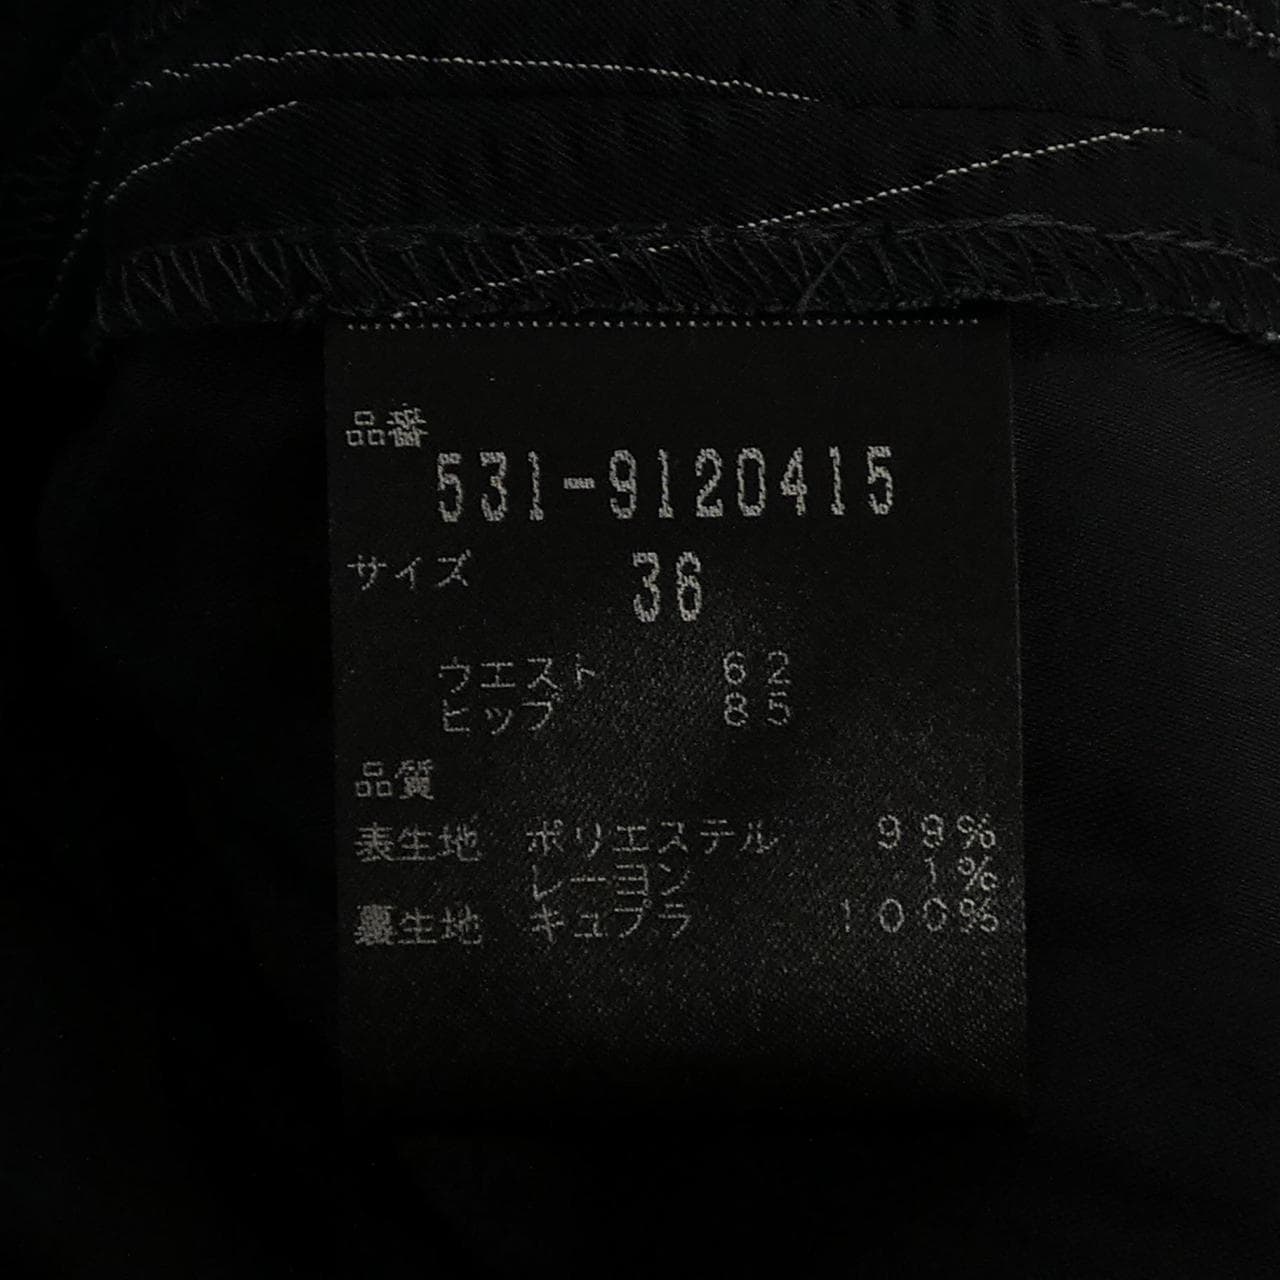 品番
531-9120415
サイズ 36
ウエスト 62
ヒップ 85
品質
表生地 ポリエステル 99%
レーヨン 1%
裏生地 キュプラ 100%